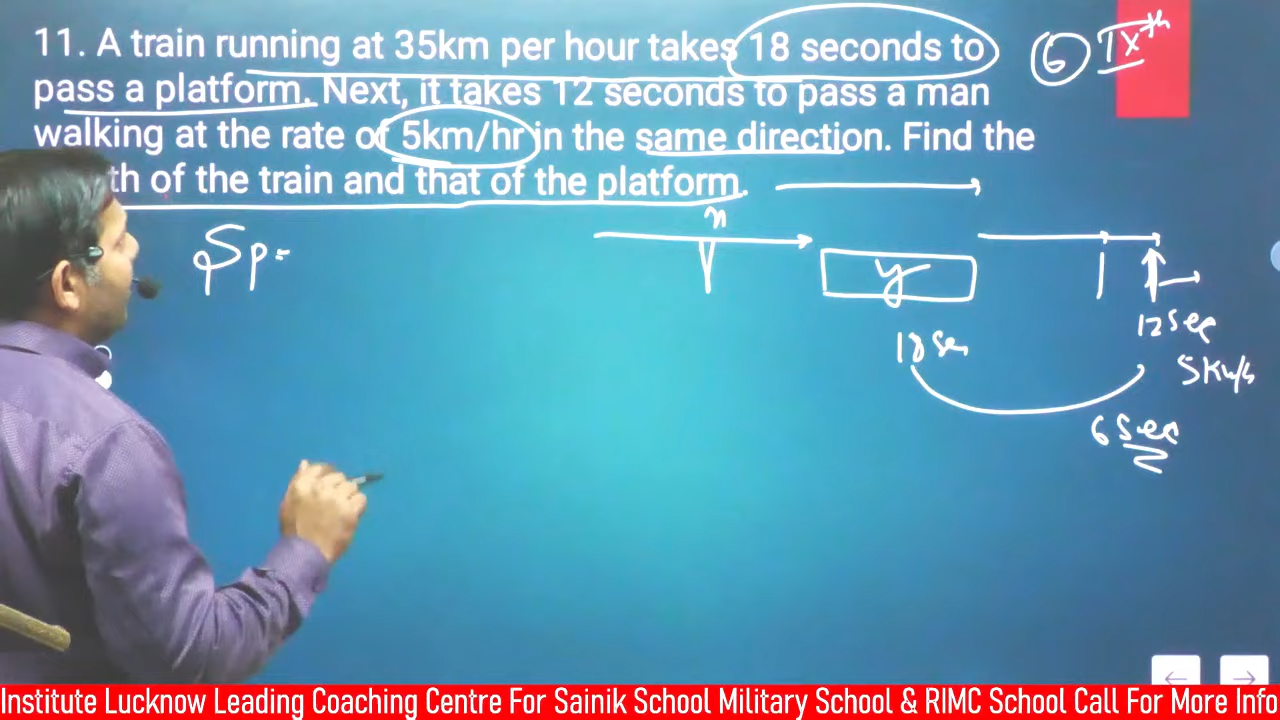 11. A train running at 35km per hour takes 18 seconds to
pass a platform. Next, it takes 12 seconds to pass a man
walking at the rate of 5km/hr in the same direction. Find the
th of the train and that of the platform.
6 IXth
x
Sp=
y
18 Sec
12 Sec
5km/h
6 Sec
Institute Lucknow Leading Coaching Centre For Sainik School Military School & RIMC School Call For More Info